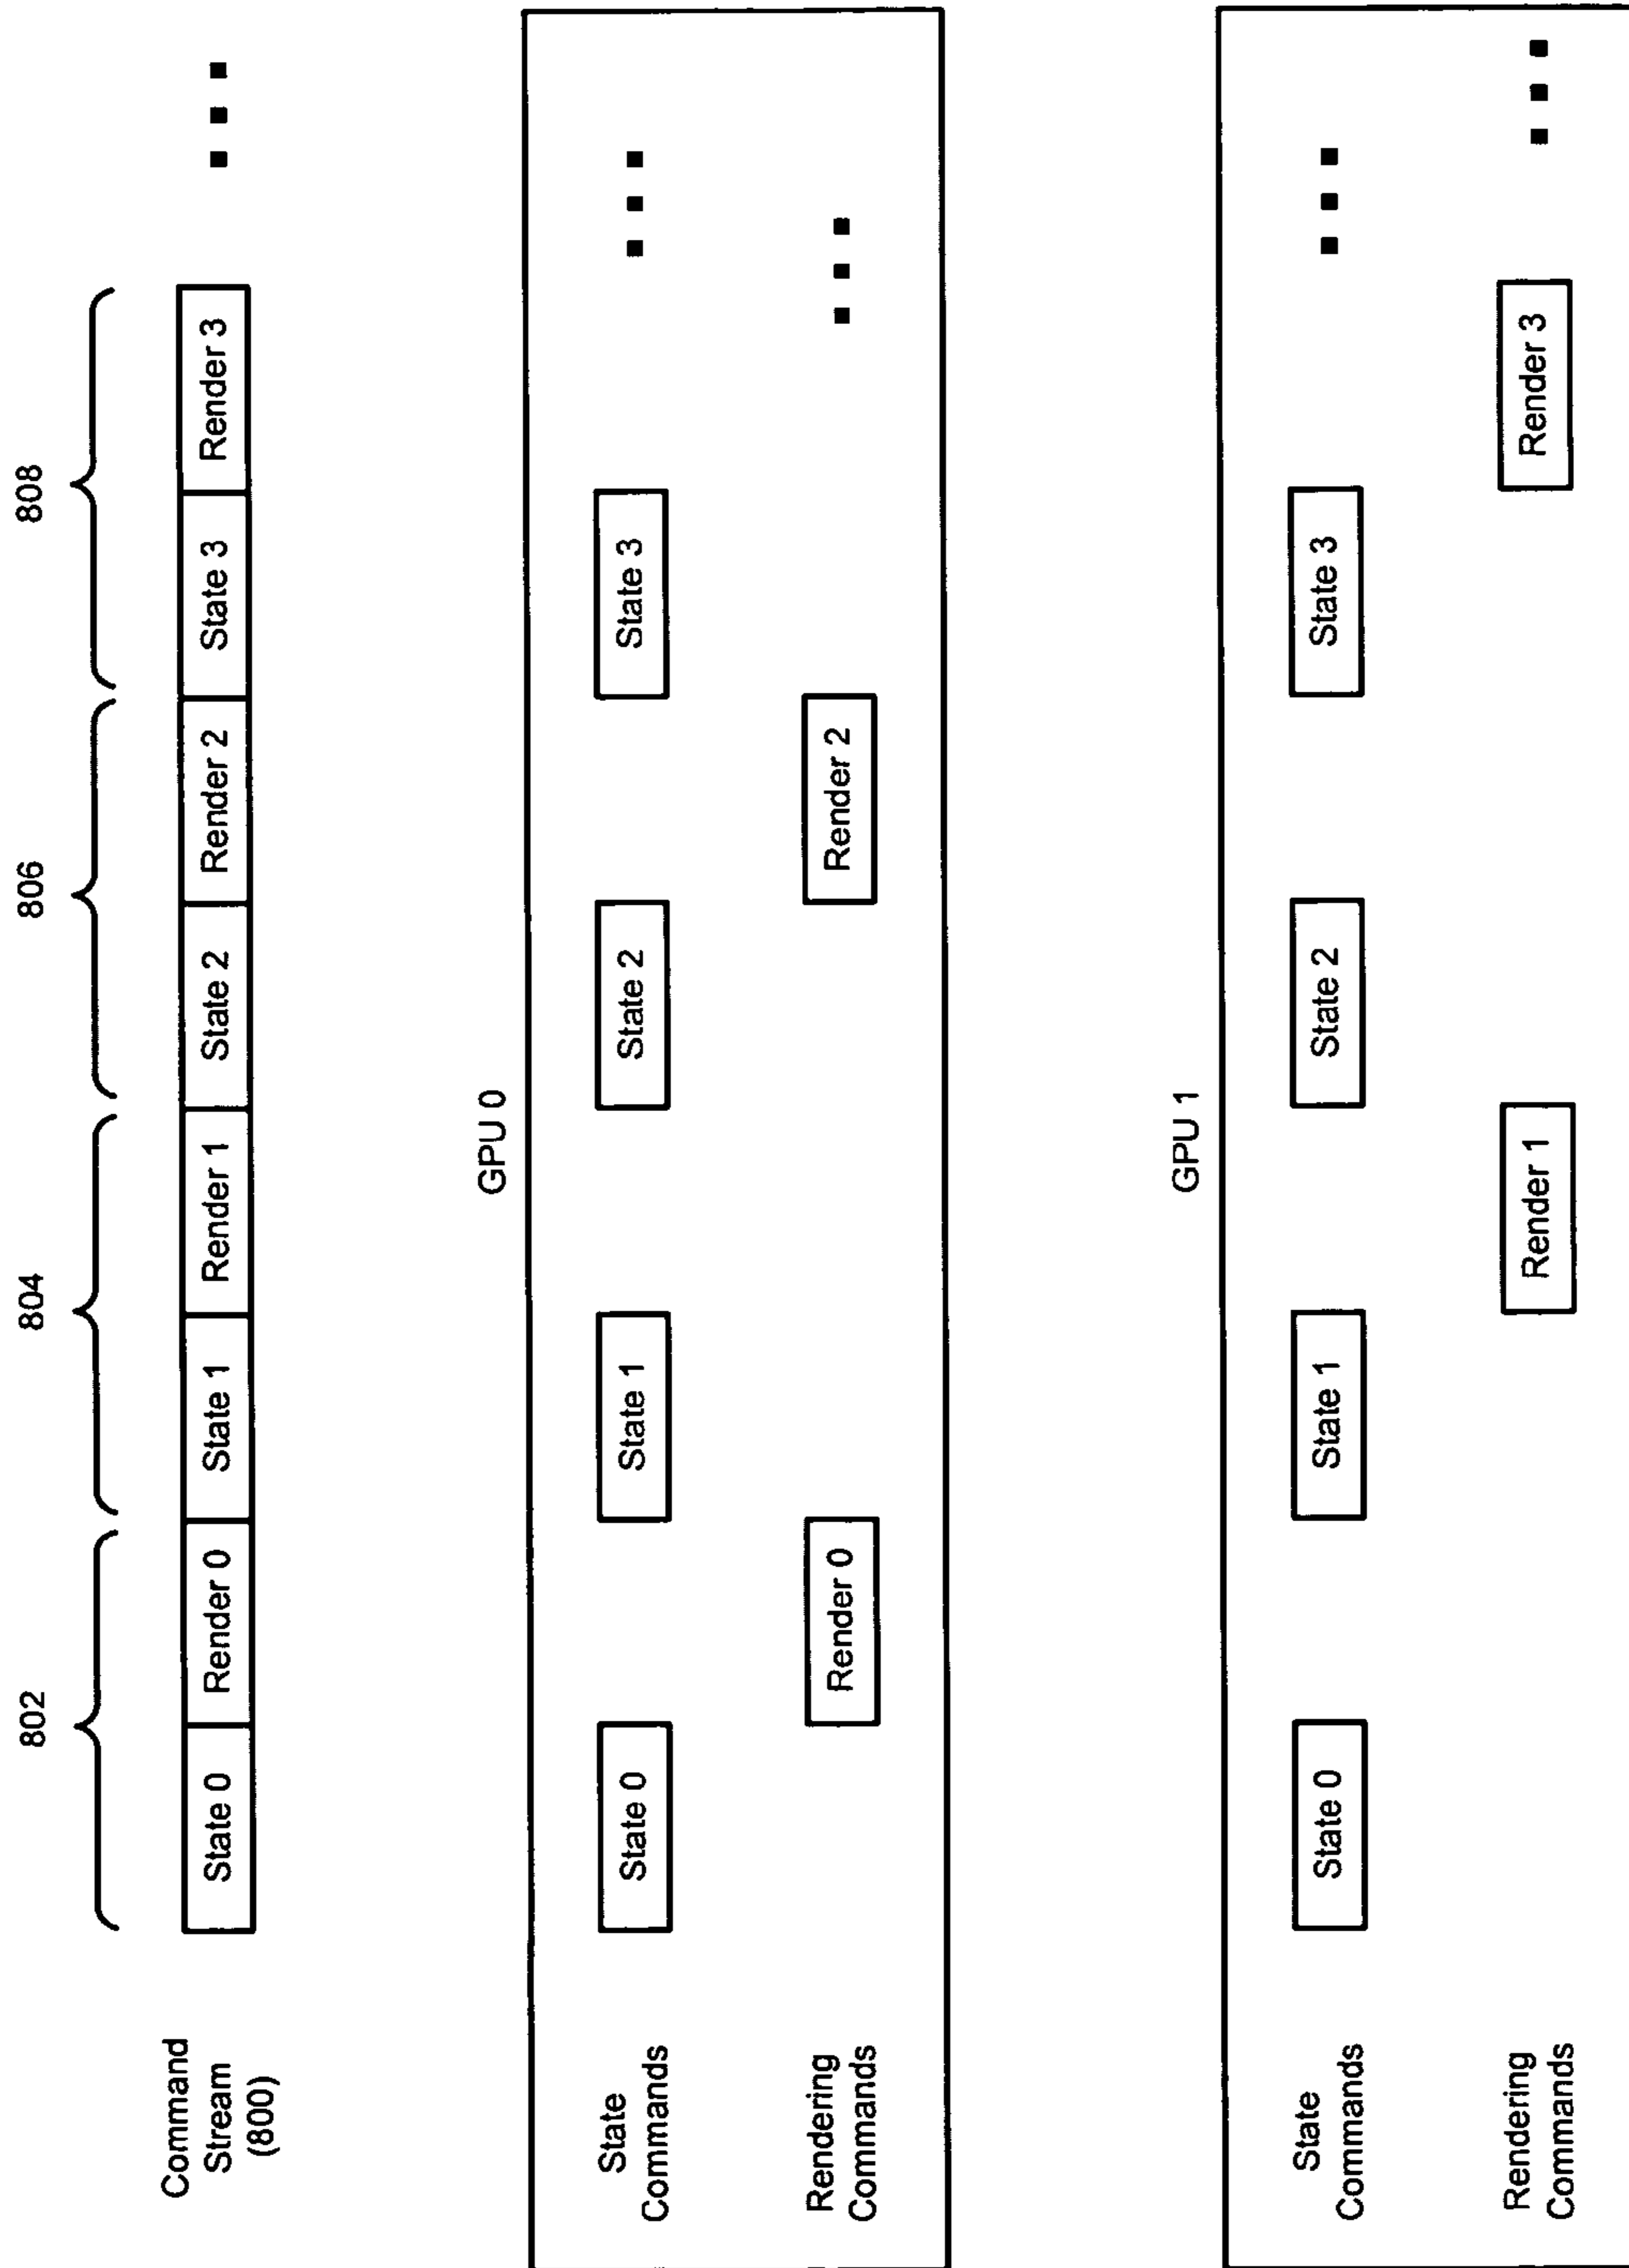 802 804 806 808
Command
Stream
(800)
State 0 Render 0 State 1 Render 1 State 2 Render 2 State 3 Render 3
GPU 0
State
Commands
State 0 State 1 State 2 State 3
Rendering
Commands
Render 0 Render 2
GPU 1
State
Commands
State 0 State 1 State 2 State 3
Rendering
Commands
Render 1 Render 3